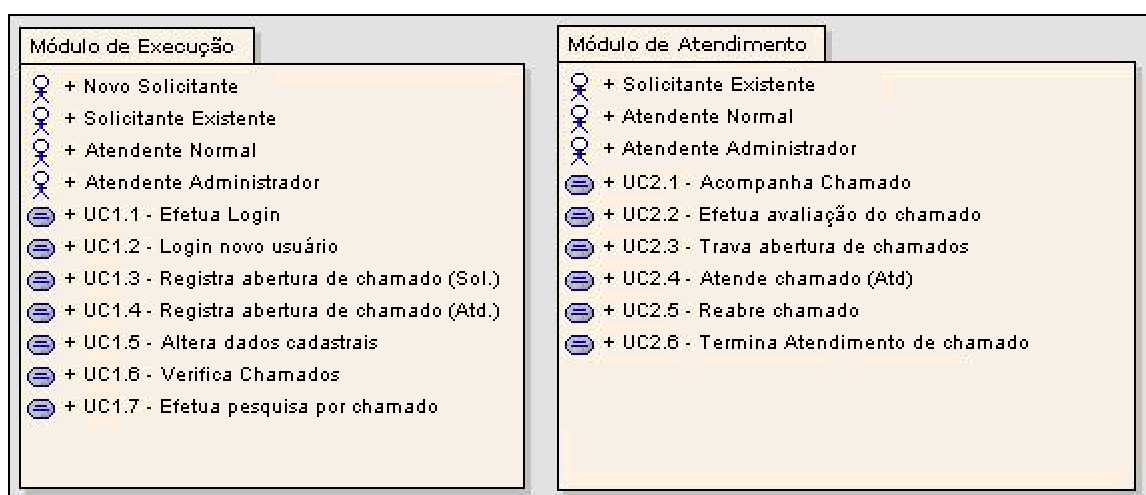 Módulo de Execução
+ Novo Solicitante
+ Solicitante Existente
+ Atendente Normal
+ Atendente Administrador
+ UC1.1 - Efetua Login
+ UC1.2 - Login novo usuário
+ UC1.3 - Registra abertura de chamado (Sol.)
+ UC1.4 - Registra abertura de chamado (Atd.)
+ UC1.5 - Altera dados cadastrais
+ UC1.6 - Verifica Chamados
+ UC1.7 - Efetua pesquisa por chamado
Módulo de Atendimento
+ Solicitante Existente
+ Atendente Normal
+ Atendente Administrador
+ UC2.1 - Acompanha Chamado
+ UC2.2 - Efetua avaliação do chamado
+ UC2.3 - Trava abertura de chamados
+ UC2.4 - Atende chamado (Atd)
+ UC2.5 - Reabre chamado
+ UC2.6 - Termina Atendimento de chamado